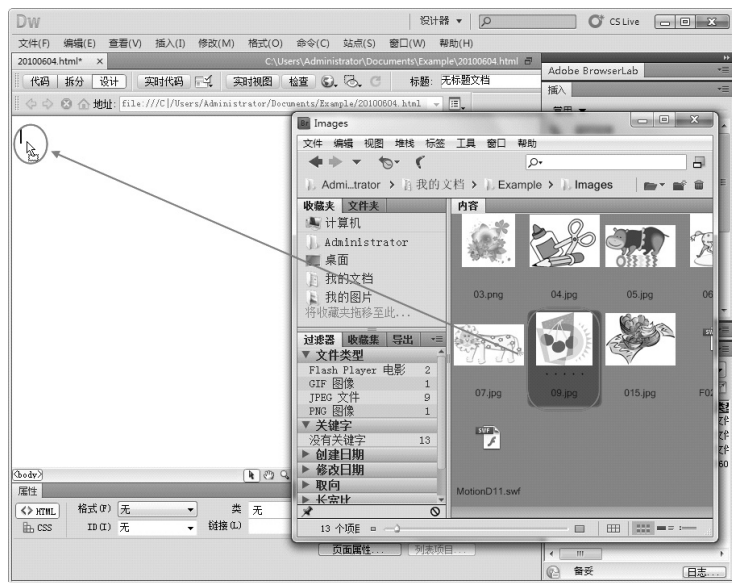 Dw
设计器
CS Live
文件(F) 编辑(E) 查看(V) 插入(I) 修改(M) 格式(O) 命令(C) 站点(S) 窗口(W) 帮助(H)
20100604.html*
C:\Users\Administrator\Documents\Example\20100604.html
代码 拆分 设计 实时代码 实时视图 检查 标题: 无标题文档
地址: file:///C|/Users/Administrator/Documents/Example/20100604.html
Adobe BrowserLab
插入
常用
Br Images
文件 编辑 视图 堆栈 标签 工具 窗口 帮助
Admi...trator > 我的文档 > Example > Images
收藏夹 文件夹
计算机
Administrator
桌面
我的文档
我的图片
将收藏夹拖移至此...
过滤器 收藏集 导出
文件类型
Flash Player 电影 2
GIF 图像 1
JPEG 文件 9
PNG 图像 1
关键字
没有关键字 13
创建日期
修改日期
取向
长宽比
内容
03.png 04.jpg 05.jpg 06
07.jpg 09.jpg 015.jpg F02
SWF
MotionD11.swf
13 个项目
<body>
属性
<> HTML 格式(F) 无 类 无
CSS ID(I) 无 链接(L)
页面属性... 列表项目...
备妥 日志...